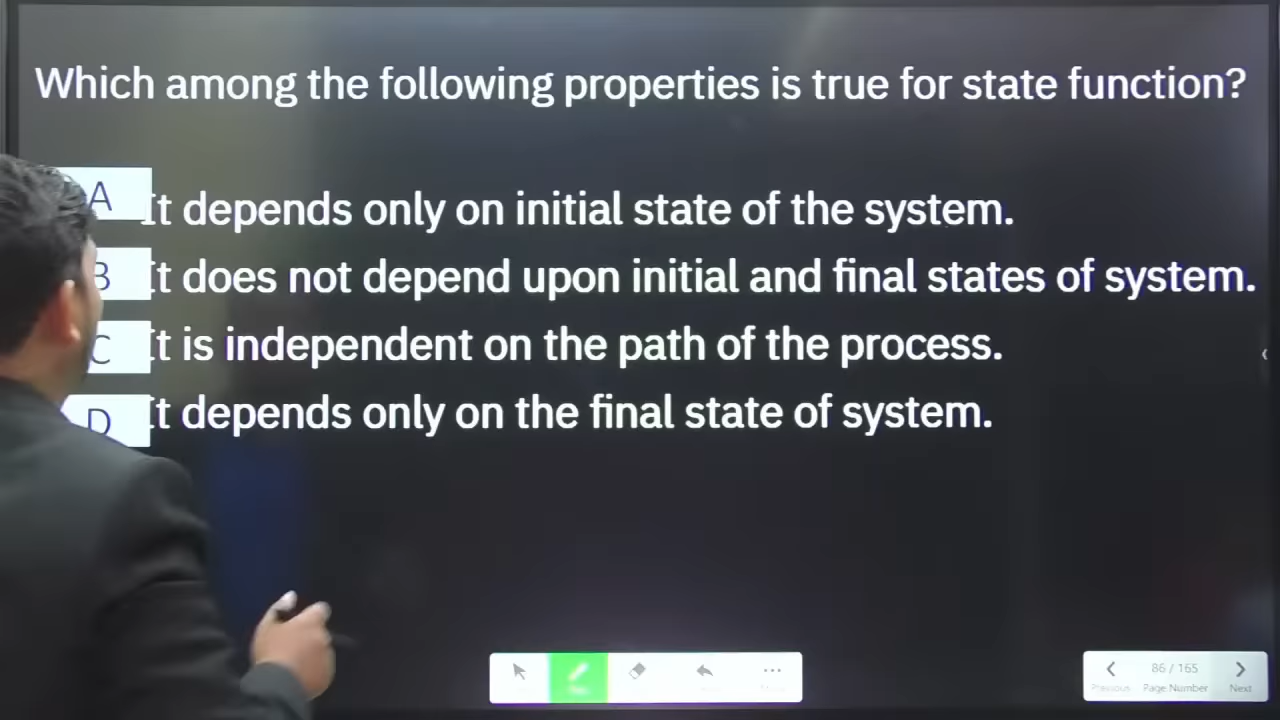 Which among the following properties is true for state function?
A It depends only on initial state of the system.
B It does not depend upon initial and final states of system.
C It is independent on the path of the process.
D It depends only on the final state of system.
86 / 165
Previous Page Number Next